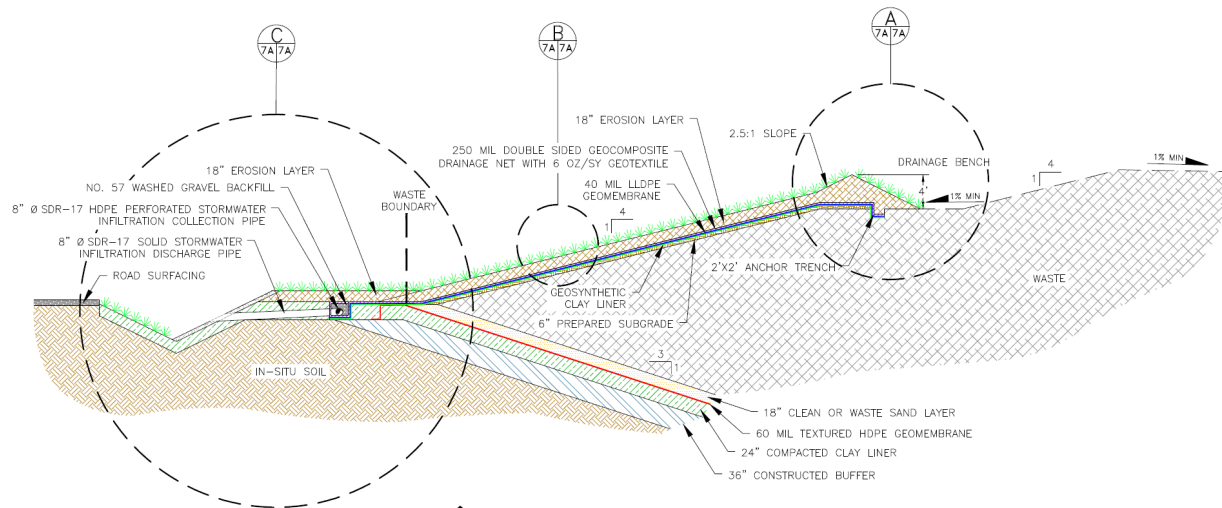 C
7A 7A
B
7A 7A
A
7A 7A
18" EROSION LAYER
250 MIL DOUBLE SIDED GEOCOMPOSITE
DRAINAGE NET WITH 6 OZ/SY GEOTEXTILE
40 MIL LLDPE
GEOMEMBRANE
2.5:1 SLOPE
DRAINAGE BENCH
4'
1% MIN
4
1
1% MIN
18" EROSION LAYER
NO. 57 WASHED GRAVEL BACKFILL
8" Ø SDR-17 HDPE PERFORATED STORMWATER
INFILTRATION COLLECTION PIPE
8" Ø SDR-17 SOLID STORMWATER
INFILTRATION DISCHARGE PIPE
ROAD SURFACING
WASTE
BOUNDARY
4
1
2'X2' ANCHOR TRENCH
WASTE
GEOSYNTHETIC
CLAY LINER
6" PREPARED SUBGRADE
3
1
IN-SITU SOIL
18" CLEAN OR WASTE SAND LAYER
60 MIL TEXTURED HDPE GEOMEMBRANE
24" COMPACTED CLAY LINER
36" CONSTRUCTED BUFFER